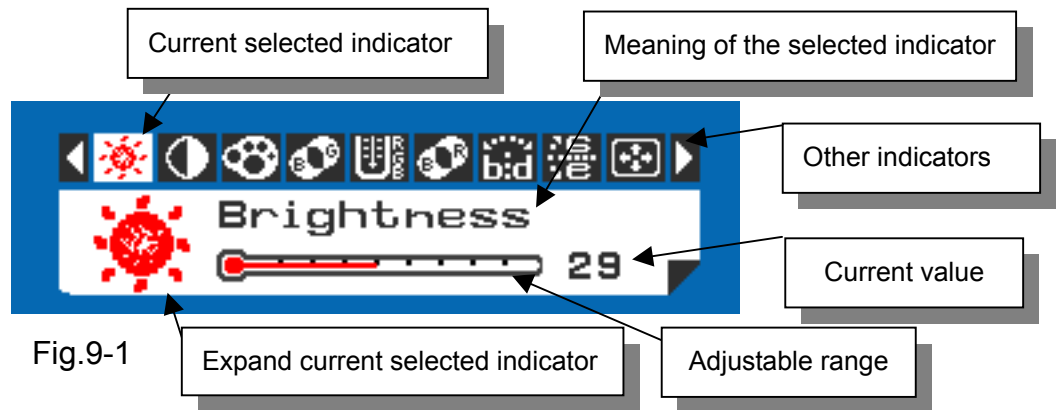 Current selected indicator
Meaning of the selected indicator
B G
R G B
B R
b:d
Other indicators
Brightness
29
Current value
Fig.9-1
Expand current selected indicator
Adjustable range